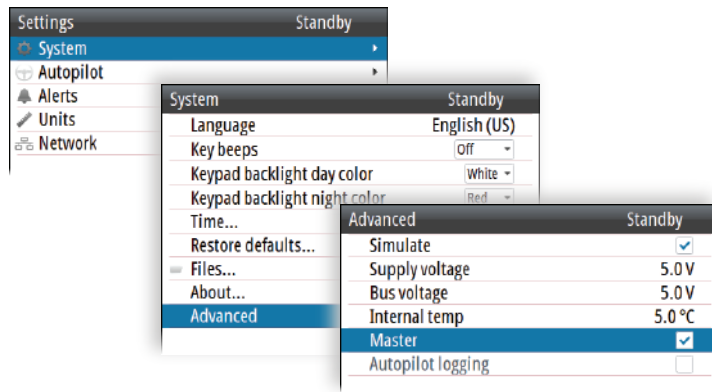 Settings Standby
System
Autopilot
Alerts
Units
Network
System Standby
Language English (US)
Key beeps Off
Keypad backlight day color White
Keypad backlight night color Red
Time...
Restore defaults...
Files...
About...
Advanced
Advanced Standby
Simulate
Supply voltage 5.0 V
Bus voltage 5.0 V
Internal temp 5.0 °C
Master
Autopilot logging